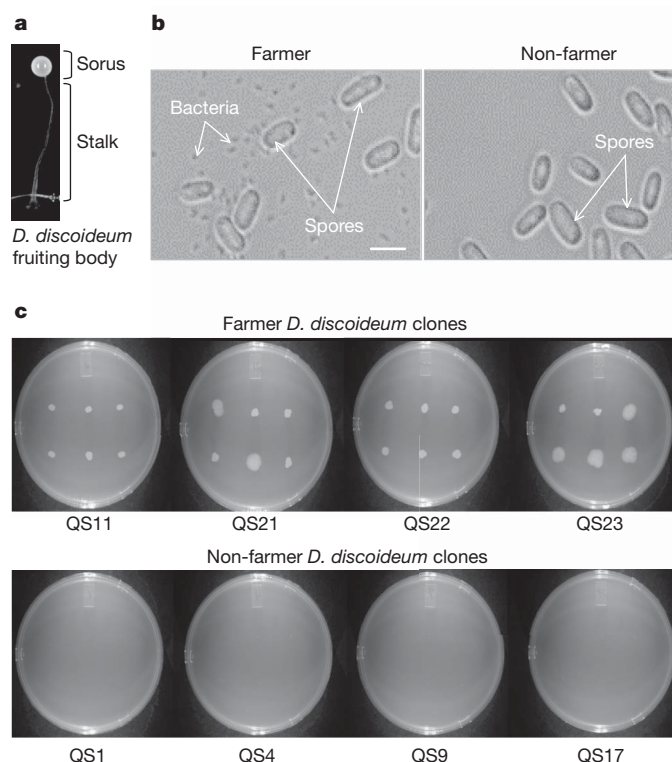 a
Sorus
Stalk
D. discoideum
fruiting body
b
Farmer
Non-farmer
Bacteria
Spores
Spores
c
Farmer D. discoideum clones
QS11
QS21
QS22
QS23
Non-farmer D. discoideum clones
QS1
QS4
QS9
QS17